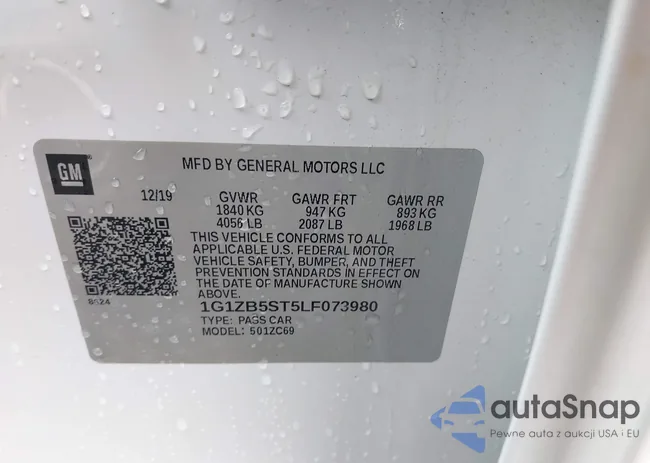 GM
MFD BY GENERAL MOTORS LLC
12/19 GVWR GAWR FRT GAWR RR
1840 KG 947 KG 893 KG
4056 LB 2087 LB 1968 LB
THIS VEHICLE CONFORMS TO ALL
APPLICABLE U.S. FEDERAL MOTOR
VEHICLE SAFETY, BUMPER, AND THEFT
PREVENTION STANDARDS IN EFFECT ON
THE DATE OF MANUFACTURE SHOWN
ABOVE.
8624
1G1ZB5ST5LF073980
TYPE: PASS CAR
MODEL: 501ZC69
autaSnap
Pewne auta z aukcji USA i EU